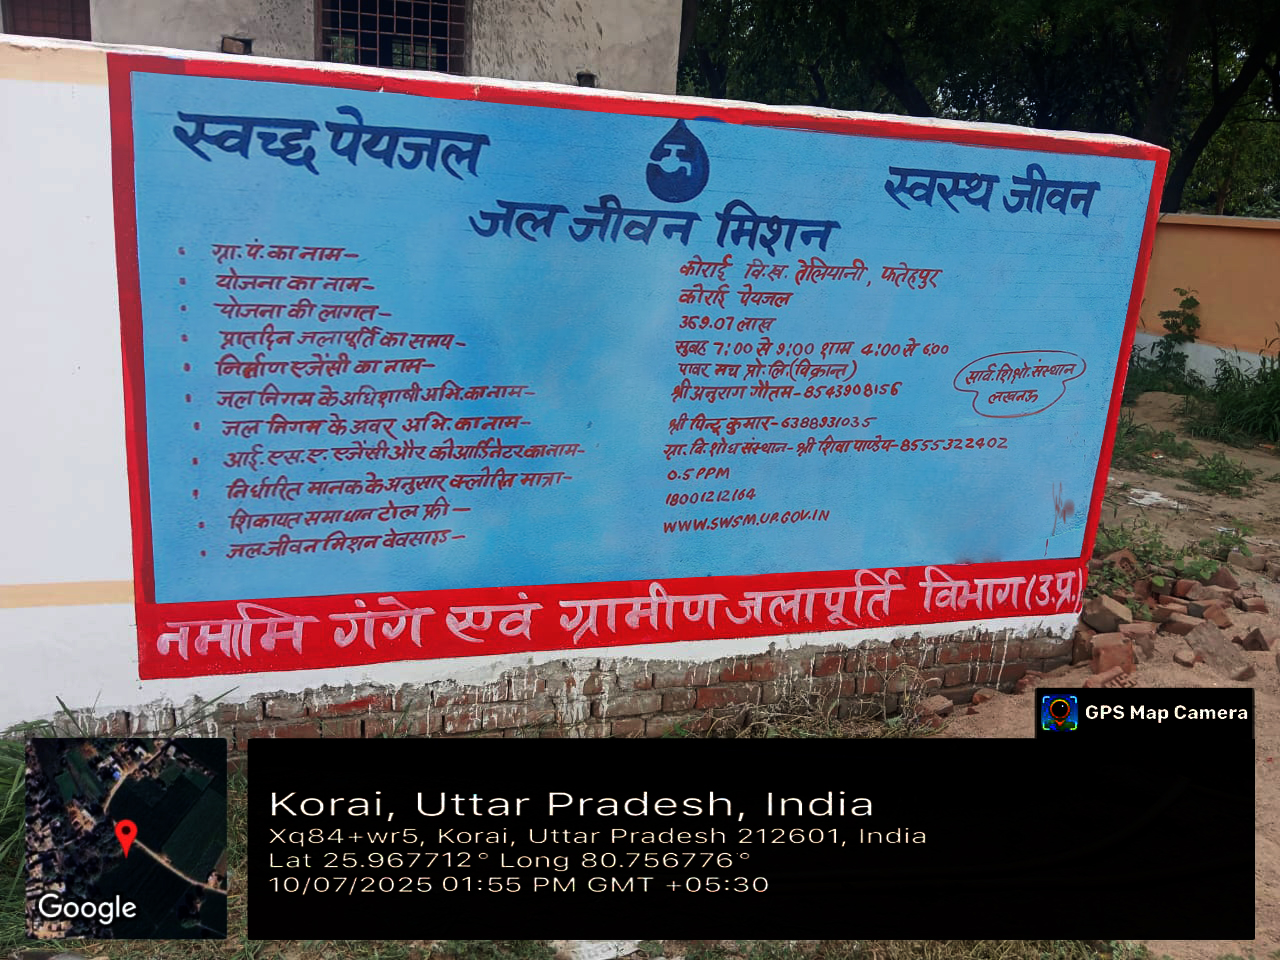 स्वच्छ पेयजल
स्वस्थ जीवन
जल जीवन मिशन
ग्रा. पं. का नाम– कोराई वि.ख. तेलियानी, फतेहपुर
योजना का नाम– कोराई पेयजल
योजना की लागत– 369.07 लाख
प्रतिदिन जलापूर्ति का समय– सुबह 7:00 से 9:00 शाम 4:00 से 6:00
निर्माण एजेंसी का नाम– पावर मच प्रो. लि. (विक्रान्त)
जल निगम के अधिशाषी अभि. का नाम– श्री अनुराग गौतम–8543908156
जल निगम के अवर अभि. का नाम– श्री पिन्टू कुमार–6388931035
आई. एस. ए. एजेंसी और कोआर्डिनेटर का नाम– ग्रा. वि. शोध संस्थान–श्री शिबा पाण्डेय–8555322402
निर्धारित मानक के अनुसार क्लोरिन मात्रा– 0.5 PPM
शिकायत समाधान टोल फ्री– 18001212164
जल जीवन मिशन वेवसाइड– WWW.SWSM.UP.GOV.IN
सार्व. शिक्षो. संस्थान
लखनऊ
नमामि गंगे एवं ग्रामीण जलापूर्ति विभाग (उ.प्र.)
GPS Map Camera
Korai, Uttar Pradesh, India
Xq84+wr5, Korai, Uttar Pradesh 212601, India
Lat 25.967712° Long 80.756776°
10/07/2025 01:55 PM GMT +05:30
Google